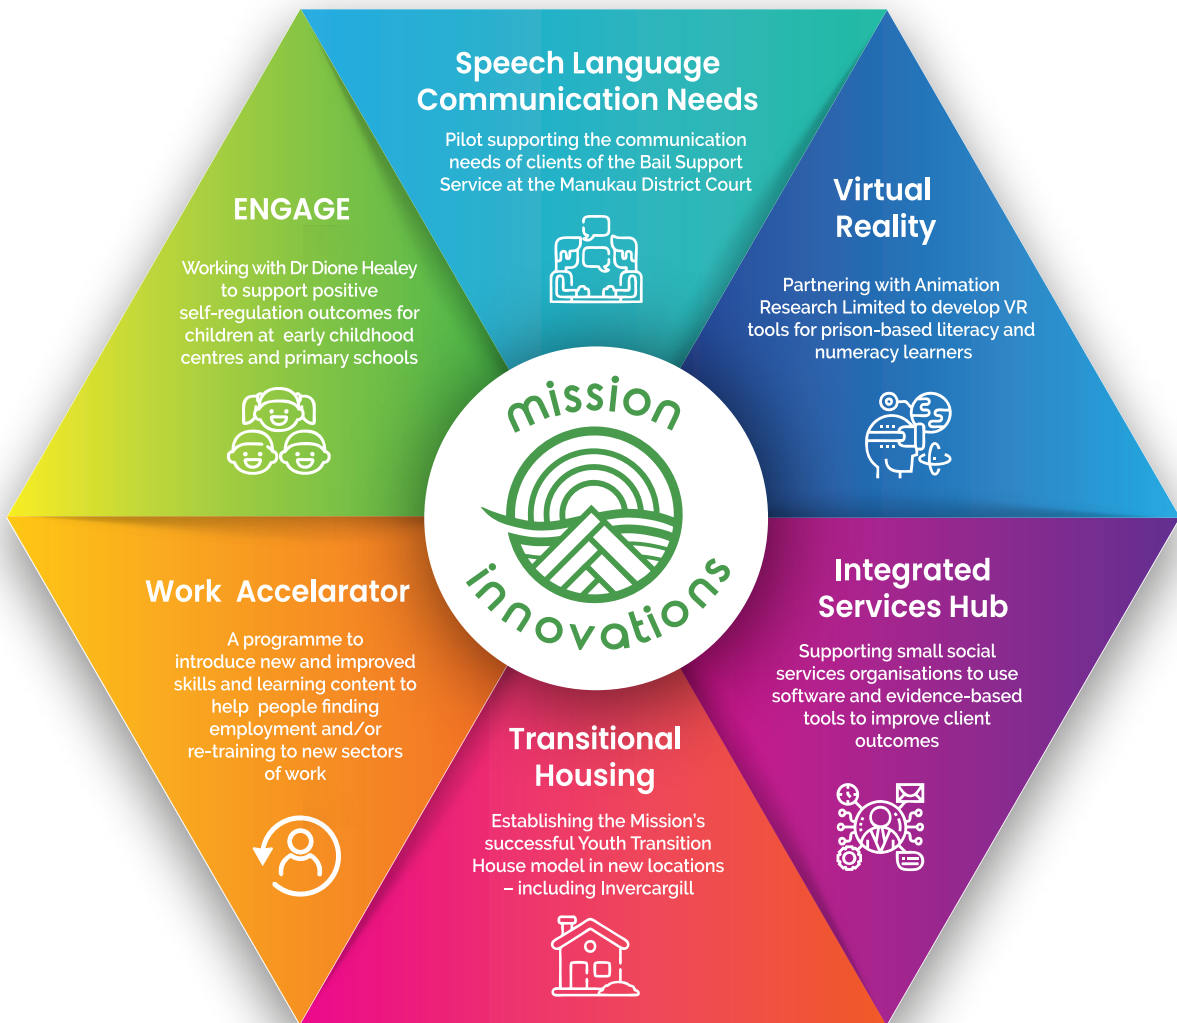 Speech Language
Communication Needs
Pilot supporting the communication
needs of clients of the Bail Support
Service at the Manukau District Court
Virtual
Reality
Partnering with Animation
Research Limited to develop VR
tools for prison-based literacy and
numeracy learners
Integrated
Services Hub
Supporting small social
services organisations to use
software and evidence-based
tools to improve client
outcomes
Transitional
Housing
Establishing the Mission's
successful Youth Transition
House model in new locations
– including Invercargill
Work Accelarator
A programme to
introduce new and improved
skills and learning content to
help people finding
employment and/or
re-training to new sectors
of work
ENGAGE
Working with Dr Dione Healey
to support positive
self-regulation outcomes for
children at early childhood
centres and primary schools
mission
innovations